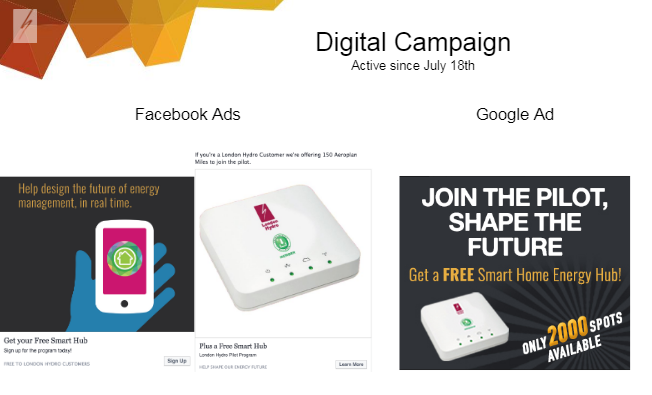 Digital Campaign
Active since July 18th
Facebook Ads
Google Ad
Help design the future of energy
management, in real time.
Get your Free Smart Hub
Sign up for the program today!
FREE TO LONDON HYDRO CUSTOMERS
Sign Up
If you're a London Hydro Customer we're offering 150 Aeroplan
Miles to join the pilot.
London
Hydro
Plus a Free Smart Hub
London Hydro Pilot Program
HELP SHAPE OUR ENERGY FUTURE
Learn More
JOIN THE PILOT,
SHAPE THE
FUTURE
Get a FREE Smart Home Energy Hub!
ONLY 2000 SPOTS
AVAILABLE